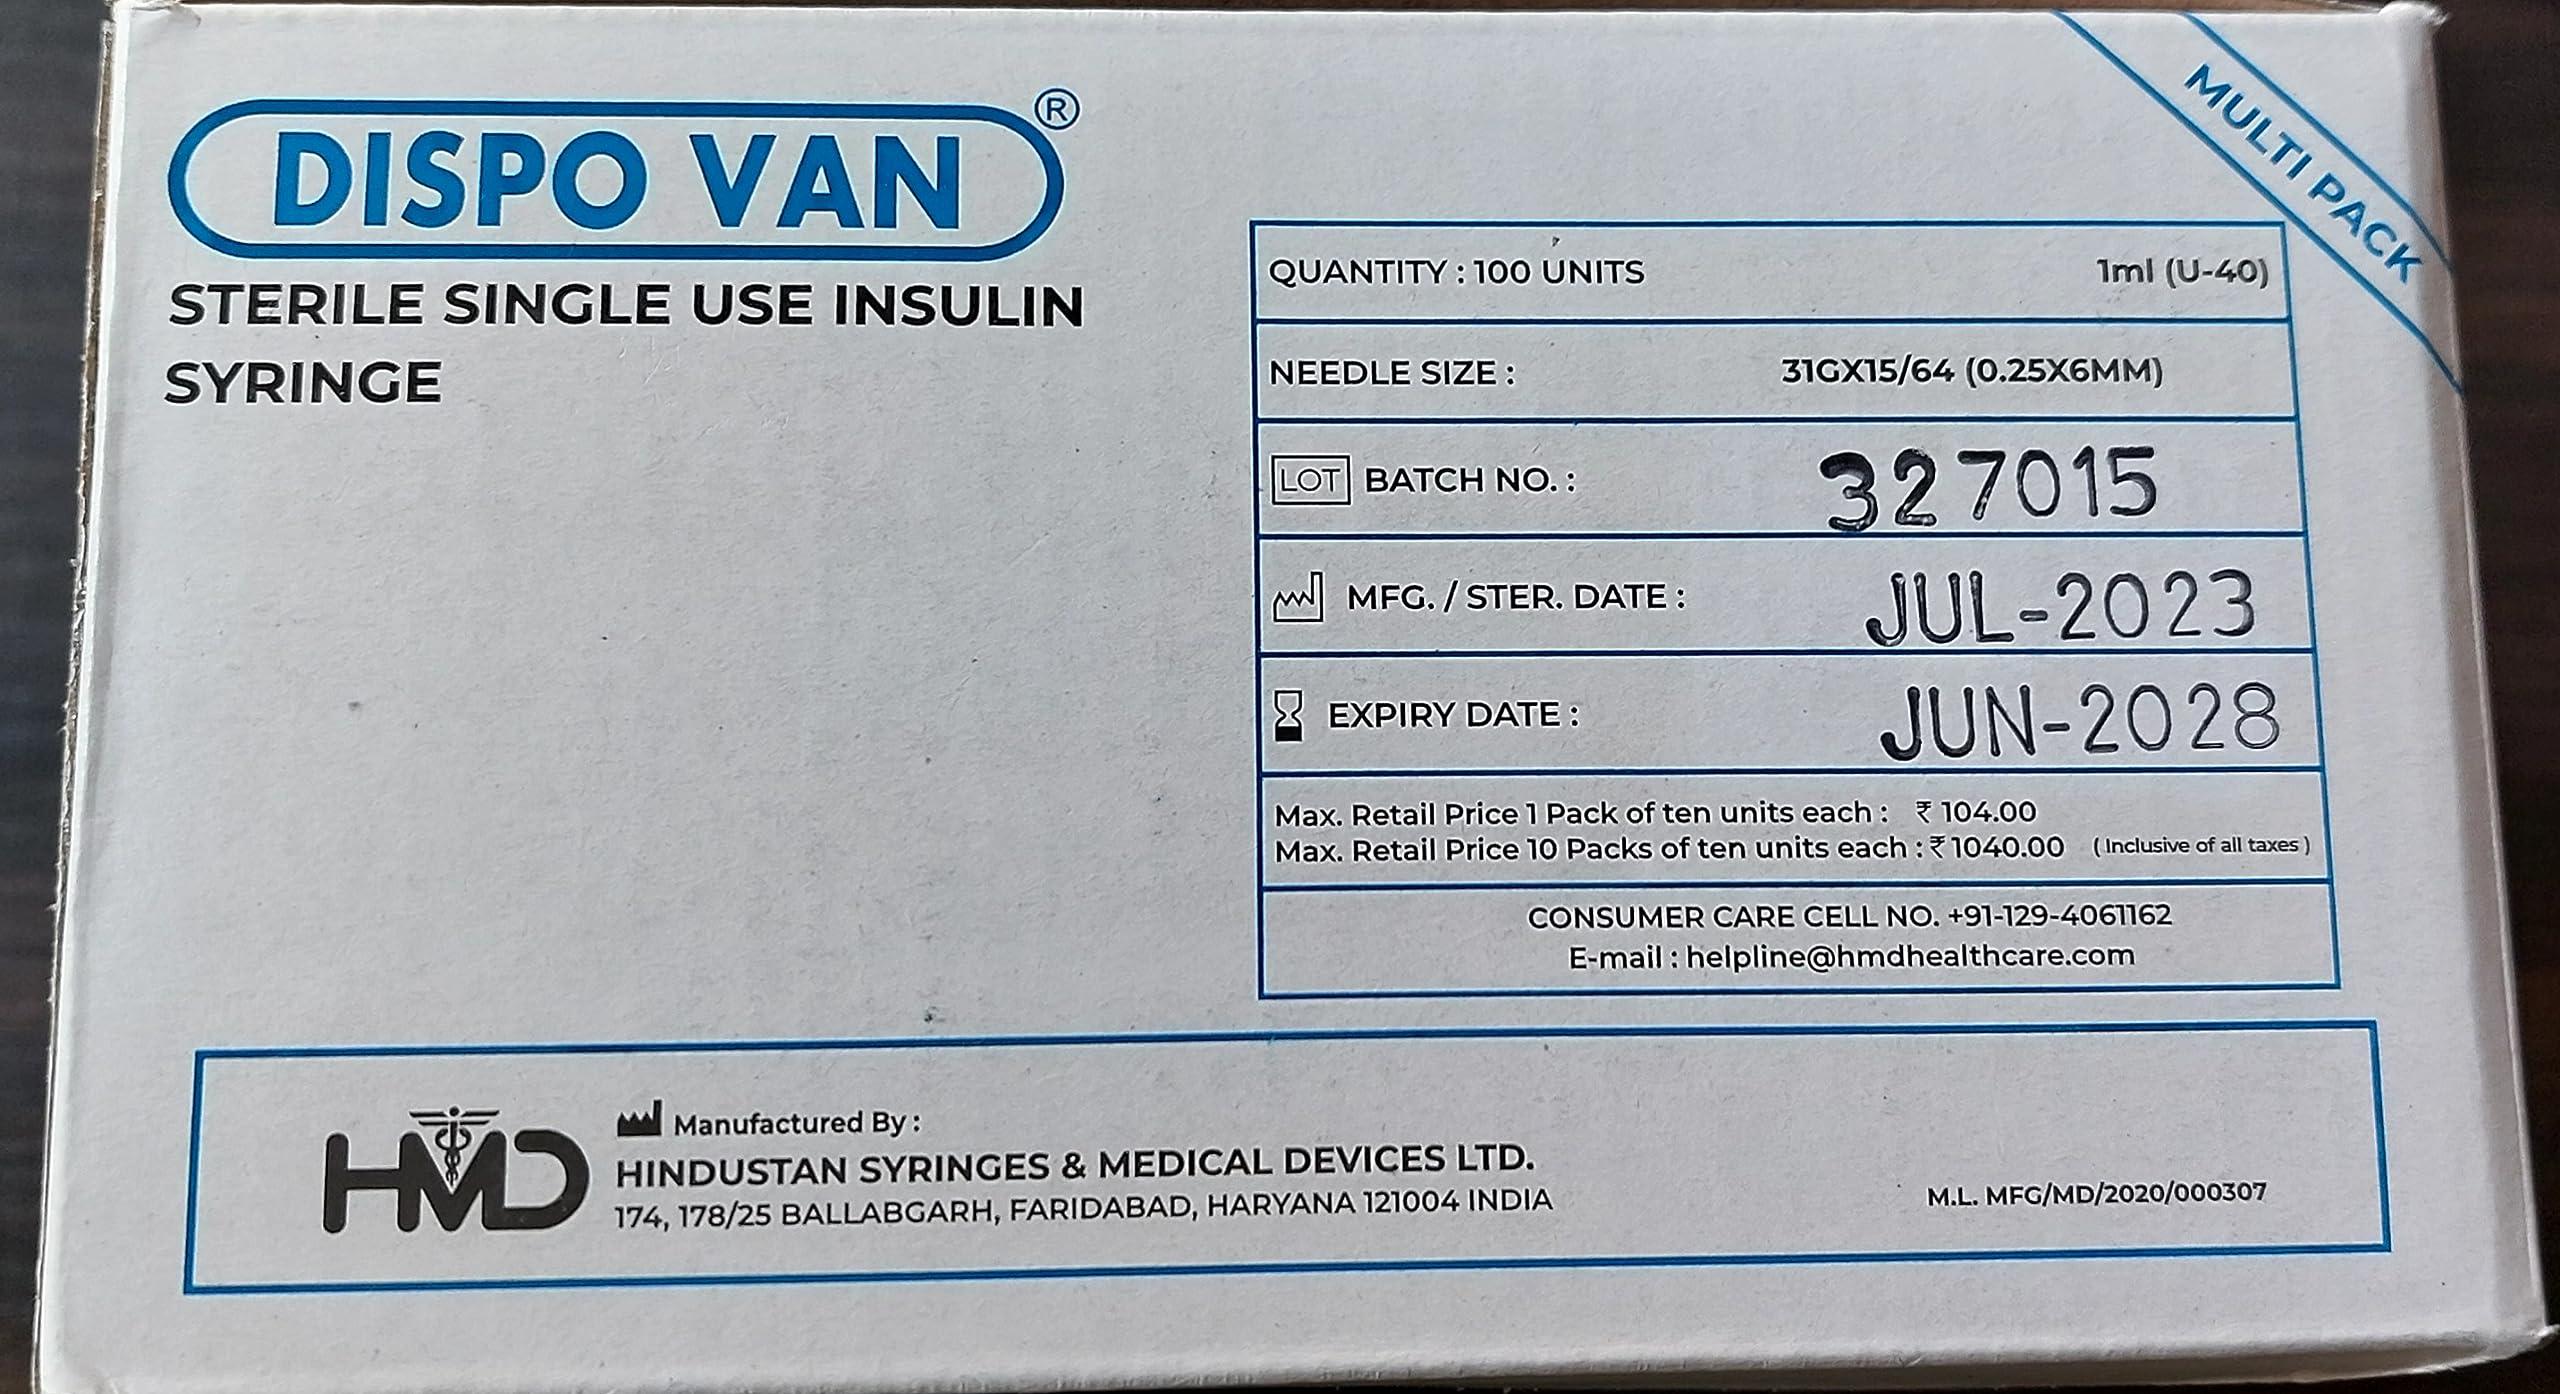 DISPO VAN ®
STERILE SINGLE USE INSULIN
SYRINGE
MULTI PACK
QUANTITY : 100 UNITS 1ml (U-40)
NEEDLE SIZE : 31GX15/64 (0.25X6MM)
LOT BATCH NO. : 327015
MFG. / STER. DATE : JUL-2023
EXPIRY DATE : JUN-2028
Max. Retail Price 1 Pack of ten units each : ₹ 104.00
Max. Retail Price 10 Packs of ten units each : ₹ 1040.00 ( Inclusive of all taxes )
CONSUMER CARE CELL NO. +91-129-4061162
E-mail : helpline@hmdhealthcare.com
HMD
Manufactured By :
HINDUSTAN SYRINGES & MEDICAL DEVICES LTD.
174, 178/25 BALLABGARH, FARIDABAD, HARYANA 121004 INDIA
M.L. MFG/MD/2020/000307